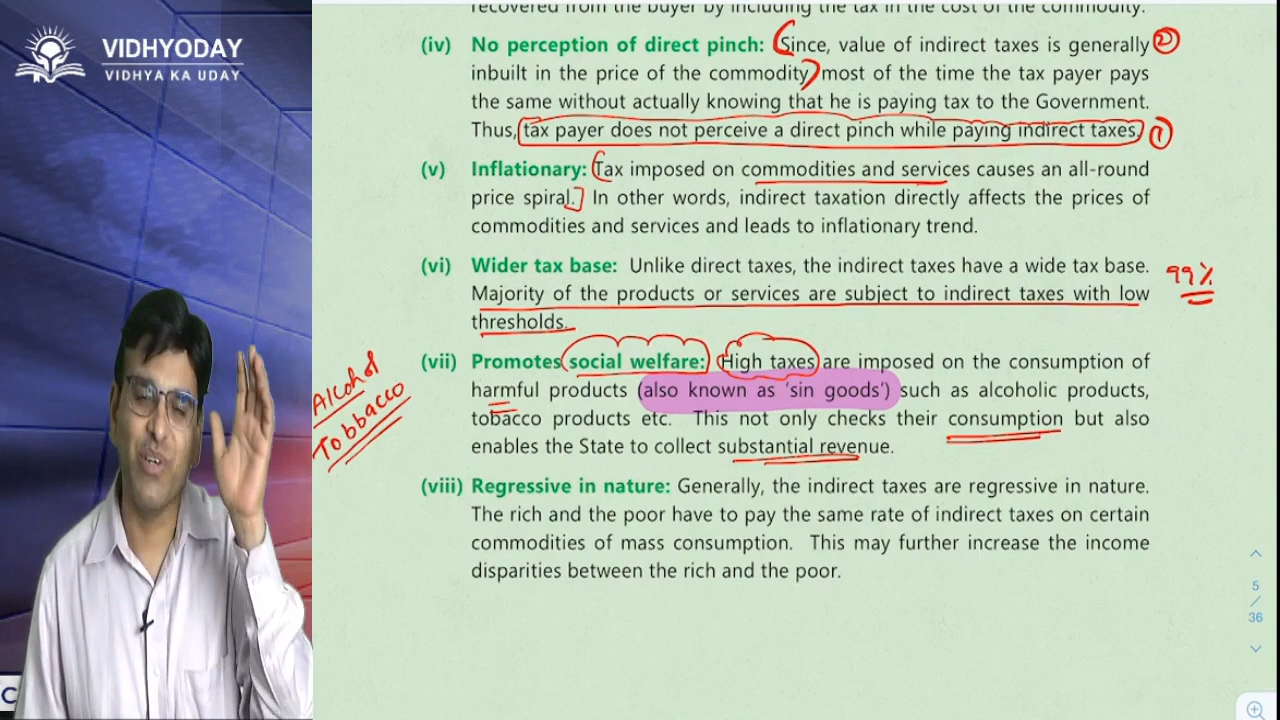 VIDHYODAY
VIDHYA KA UDAY
recovered from the buyer by including the tax in the cost of the commodity.
(iv) No perception of direct pinch: Since, value of indirect taxes is generally ②
inbuilt in the price of the commodity, most of the time the tax payer pays
the same without actually knowing that he is paying tax to the Government.
Thus, tax payer does not perceive a direct pinch while paying indirect taxes. ①
(v) Inflationary: Tax imposed on commodities and services causes an all-round
price spiral. In other words, indirect taxation directly affects the prices of
commodities and services and leads to inflationary trend.
(vi) Wider tax base: Unlike direct taxes, the indirect taxes have a wide tax base.
99%
Majority of the products or services are subject to indirect taxes with low
thresholds.
(vii) Promotes social welfare: High taxes are imposed on the consumption of
harmful products (also known as 'sin goods') such as alcoholic products,
tobacco products etc. This not only checks their consumption but also
enables the State to collect substantial revenue.
Alcohol
Tobbacco
(viii) Regressive in nature: Generally, the indirect taxes are regressive in nature.
The rich and the poor have to pay the same rate of indirect taxes on certain
commodities of mass consumption. This may further increase the income
disparities between the rich and the poor.
5
/
36
C